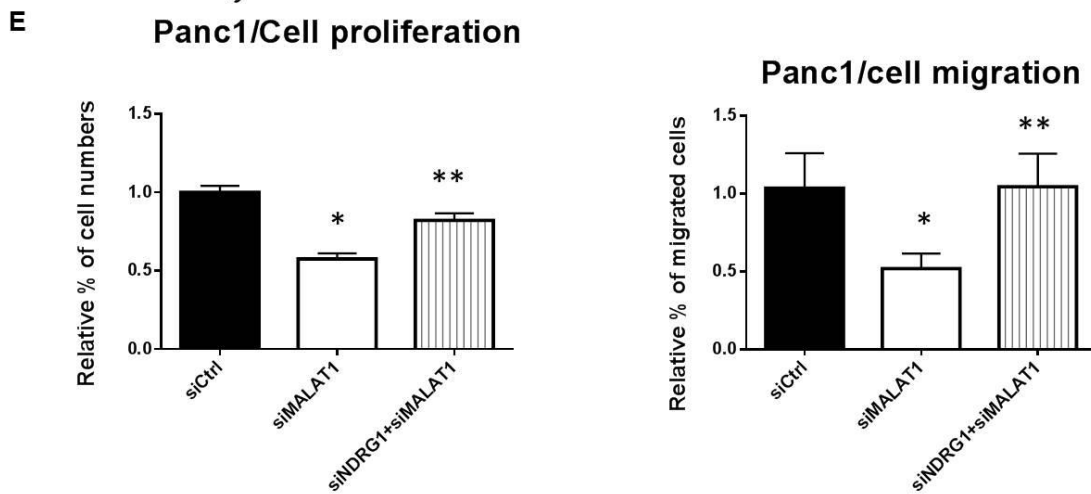 E
Panc1/Cell proliferation
Relative % of cell numbers
1.5
1.0
0.5
0.0
*
**
siCtrl
siMALAT1
siNDRG1+siMALAT1
Panc1/cell migration
Relative % of migrated cells
1.5
1.0
0.5
0.0
*
**
siCtrl
siMALAT1
siNDRG1+siMALAT1